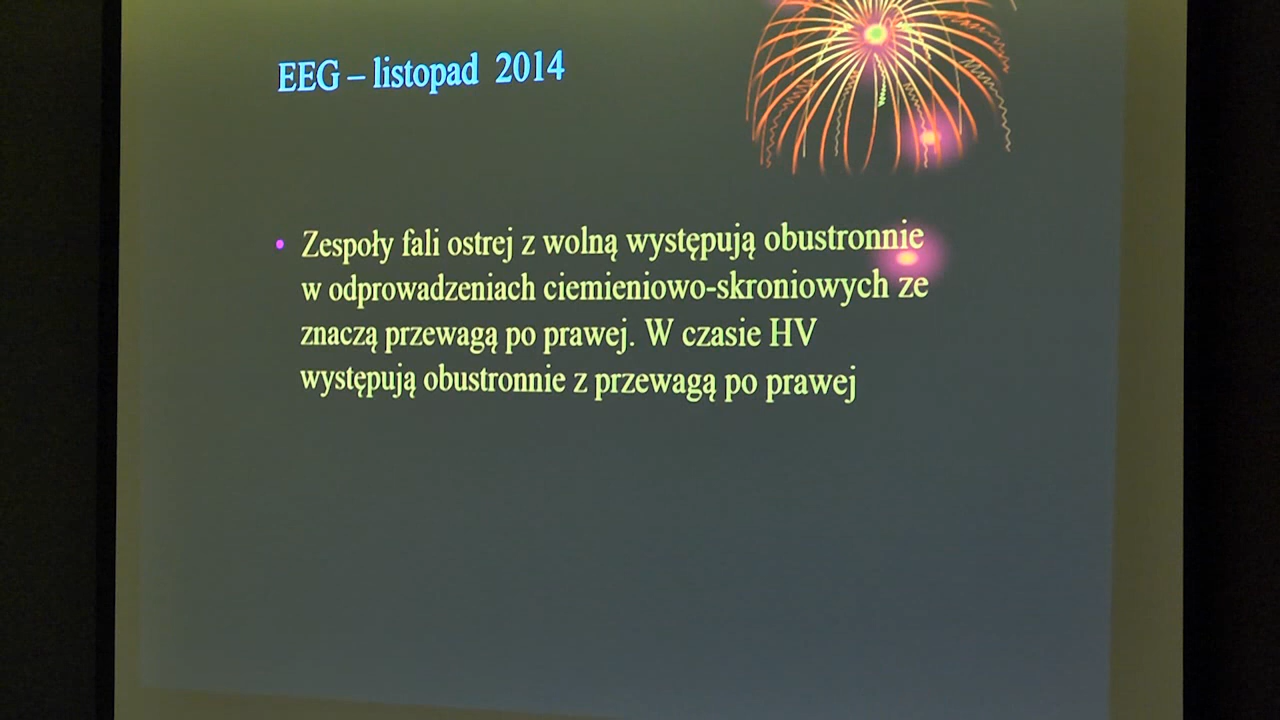 EEG – listopad 2014
• Zespoły fali ostrej z wolną występują obustronnie
w odprowadzeniach ciemieniowo-skroniowych ze
znaczą przewagą po prawej. W czasie HV
występują obustronnie z przewagą po prawej